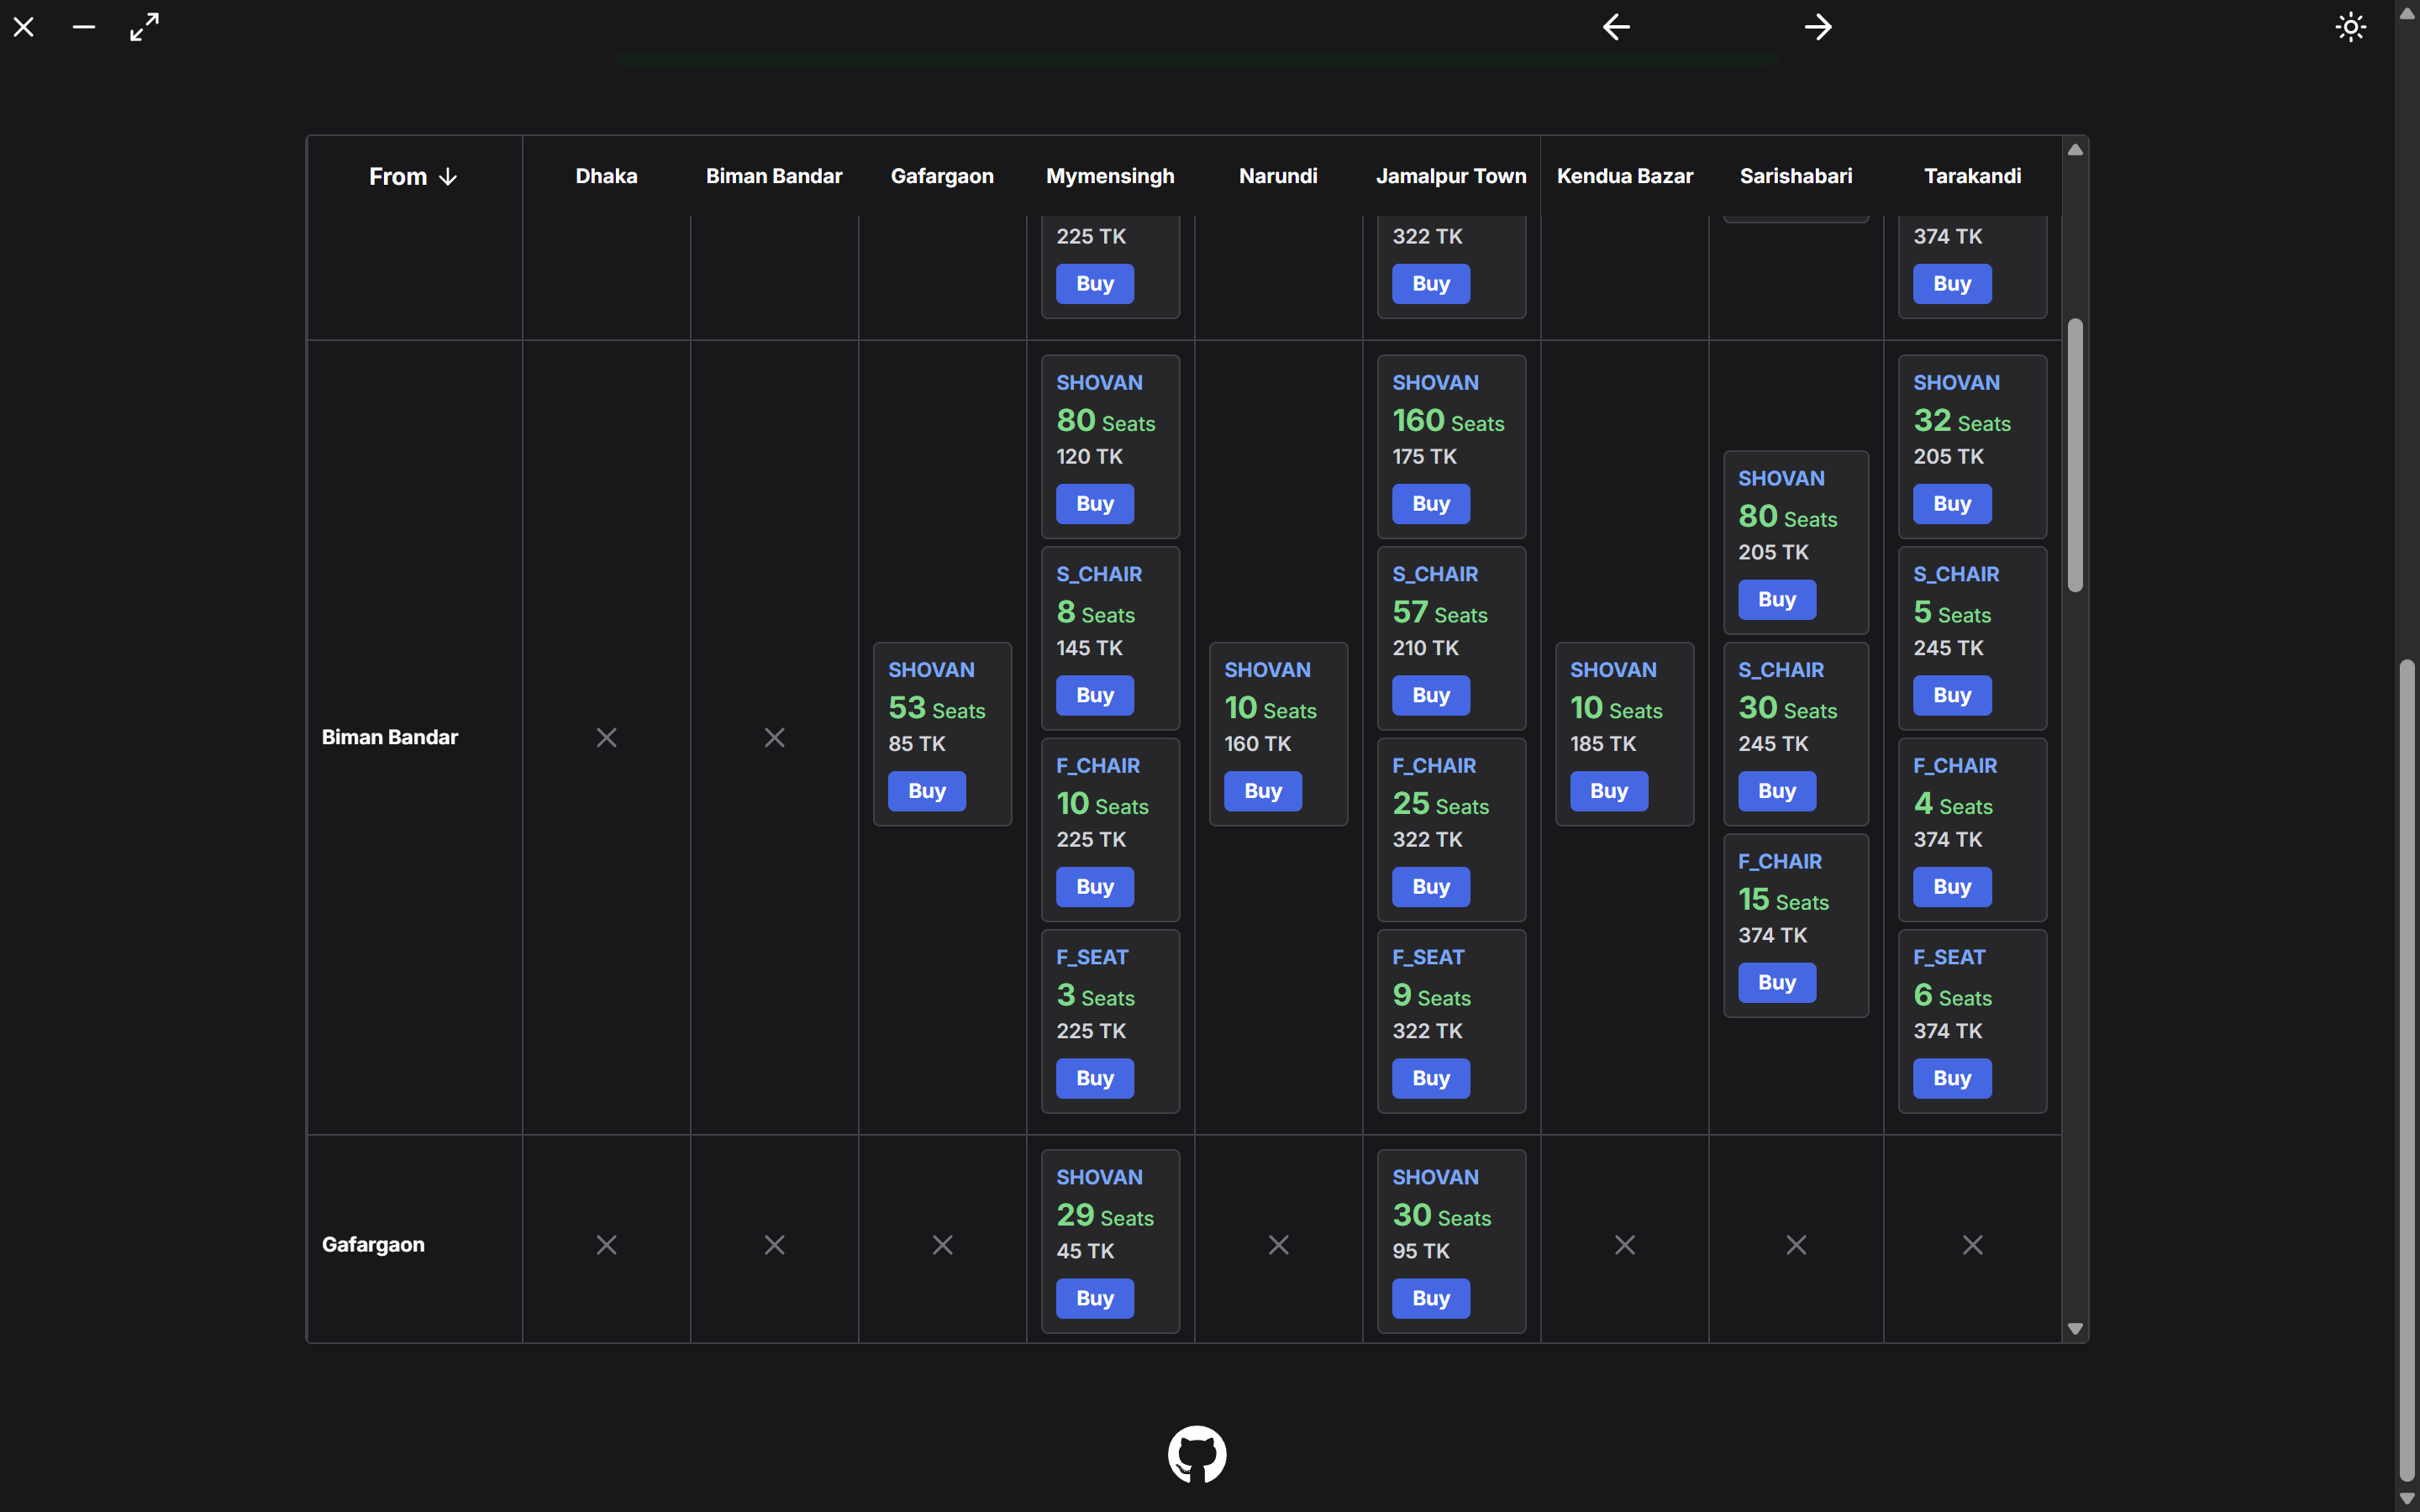 From Dhaka Biman Bandar Gafargaon Mymensingh Narundi Jamalpur Town Kendua Bazar Sarishabari Tarakandi
225 TK
Buy
322 TK
Buy
374 TK
Buy
Biman Bandar
SHOVAN
53 Seats
85 TK
Buy
SHOVAN
80 Seats
120 TK
Buy
S_CHAIR
8 Seats
145 TK
Buy
F_CHAIR
10 Seats
225 TK
Buy
F_SEAT
3 Seats
225 TK
Buy
SHOVAN
10 Seats
160 TK
Buy
SHOVAN
160 Seats
175 TK
Buy
S_CHAIR
57 Seats
210 TK
Buy
F_CHAIR
25 Seats
322 TK
Buy
F_SEAT
9 Seats
322 TK
Buy
SHOVAN
10 Seats
185 TK
Buy
SHOVAN
80 Seats
205 TK
Buy
S_CHAIR
30 Seats
245 TK
Buy
F_CHAIR
15 Seats
374 TK
Buy
SHOVAN
32 Seats
205 TK
Buy
S_CHAIR
5 Seats
245 TK
Buy
F_CHAIR
4 Seats
374 TK
Buy
F_SEAT
6 Seats
374 TK
Buy
Gafargaon
SHOVAN
29 Seats
45 TK
Buy
SHOVAN
30 Seats
95 TK
Buy